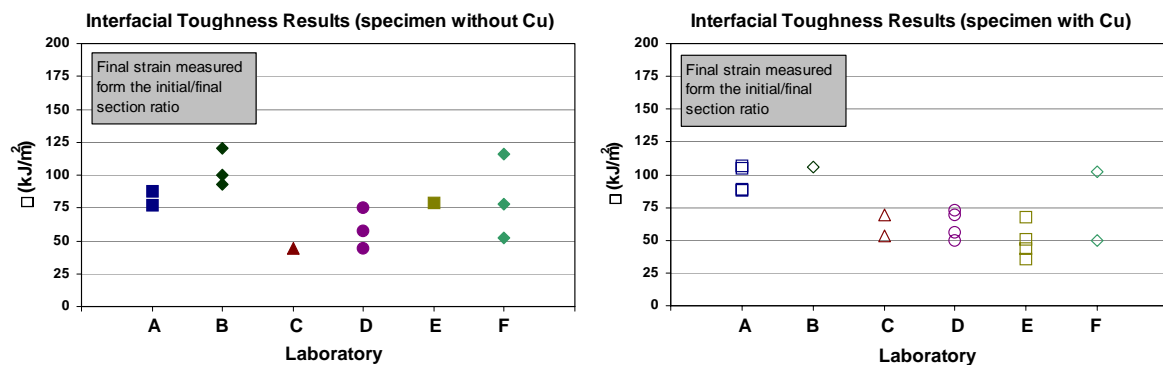 Interfacial Toughness Results (specimen without Cu)
200
175
150
125
100
75
50
25
0
Final strain measured
form the initial/final
section ratio
□ (kJ/m²)
A B C D E F
Laboratory
Interfacial Toughness Results (specimen with Cu)
200
175
150
125
100
75
50
25
0
Final strain measured
form the initial/final
section ratio
□ (kJ/m²)
A B C D E F
Laboratory